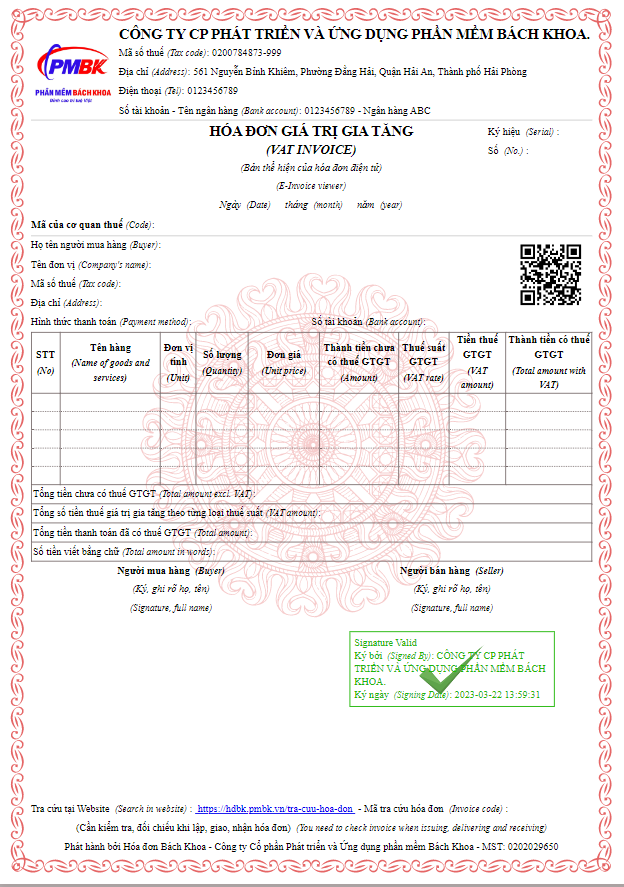 CÔNG TY CP PHÁT TRIỂN VÀ ỨNG DỤNG PHẦN MỀM BÁCH KHOA.
Mã số thuế (Tax code): 0200784873-999
Địa chỉ (Address): 561 Nguyễn Bỉnh Khiêm, Phường Đằng Hải, Quận Hải An, Thành phố Hải Phòng
Điện thoại (Tel): 0123456789
Số tài khoản - Tên ngân hàng (Bank account): 0123456789 - Ngân hàng ABC
PMBK
PHẦN MỀM BÁCH KHOA
Đỉnh cao trí tuệ Việt
HÓA ĐƠN GIÁ TRỊ GIA TĂNG
(VAT INVOICE)
(Bản thể hiện của hóa đơn điện tử)
(E-Invoice viewer)
Ngày (Date) tháng (month) năm (year)
Ký hiệu (Serial) :
Số (No.) :
Mã của cơ quan thuế (Code):
Họ tên người mua hàng (Buyer):
Tên đơn vị (Company's name):
Mã số thuế (Tax code):
Địa chỉ (Address):
Hình thức thanh toán (Payment method): Số tài khoản (Bank account):
STT (No)
Tên hàng (Name of goods and services)
Đơn vị tính (Unit)
Số lượng (Quantity)
Đơn giá (Unit price)
Thành tiền chưa có thuế GTGT (Amount)
Thuế suất GTGT (VAT rate)
Tiền thuế GTGT (VAT amount)
Thành tiền có thuế GTGT (Total amount with VAT)
Tổng tiền chưa có thuế GTGT (Total amount excl. VAT):
Tổng số tiền thuế giá trị gia tăng theo từng loại thuế suất (VAT amount):
Tổng tiền thanh toán đã có thuế GTGT (Total amount):
Số tiền viết bằng chữ (Total amount in words):
Người mua hàng (Buyer)
(Ký, ghi rõ họ, tên)
(Signature, full name)
Người bán hàng (Seller)
(Ký, ghi rõ họ, tên)
(Signature, full name)
Signature Valid
Ký bởi (Signed By): CÔNG TY CP PHÁT
TRIỂN VÀ ỨNG DỤNG PHẦN MỀM BÁCH
KHOA.
Ký ngày (Signing Date): 2023-03-22 13:59:31
Tra cứu tại Website (Search in website) : https://hdbk.pmbk.vn/tra-cuu-hoa-don - Mã tra cứu hóa đơn (Invoice code) :
(Cần kiểm tra, đối chiếu khi lập, giao, nhận hóa đơn) (You need to check invoice when issuing, delivering and receiving)
Phát hành bởi Hóa đơn Bách Khoa - Công ty Cổ phần Phát triển và Ứng dụng phần mềm Bách Khoa - MST: 0202029650